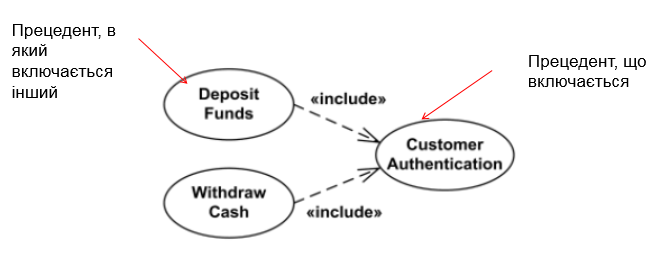 Прецедент, в
який
включається
інший
Прецедент, що
включається
Deposit
Funds
«include»
Customer
Authentication
Withdraw
Cash
«include»